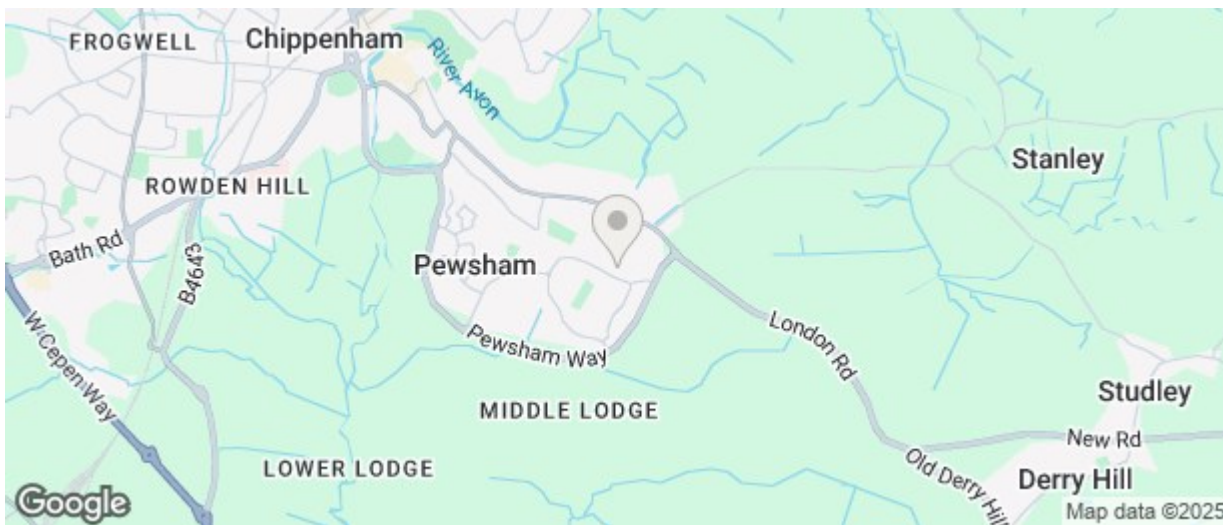 FROGWELL
Chippenham
River Avon
Stanley
ROWDEN HILL
Bath Rd
B4643
Pewsham
W Cepen Way
Pewsham Way
London Rd
Studley
MIDDLE LODGE
New Rd
LOWER LODGE
Old Derry Hill
Derry Hill
Google
Map data ©2025